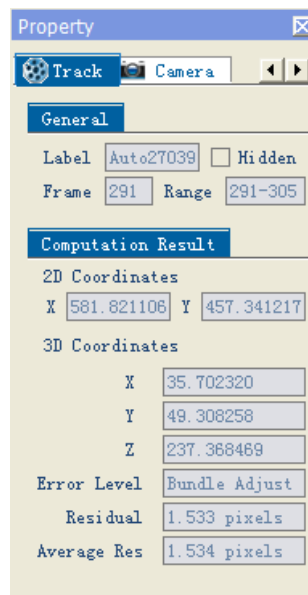 Property
Track Camera
General
Label Auto27039 Hidden
Frame 291 Range 291-305
Computation Result
2D Coordinates
X 581.821106 Y 457.341217
3D Coordinates
X 35.702320
Y 49.308258
Z 237.368469
Error Level Bundle Adjust
Residual 1.533 pixels
Average Res 1.534 pixels